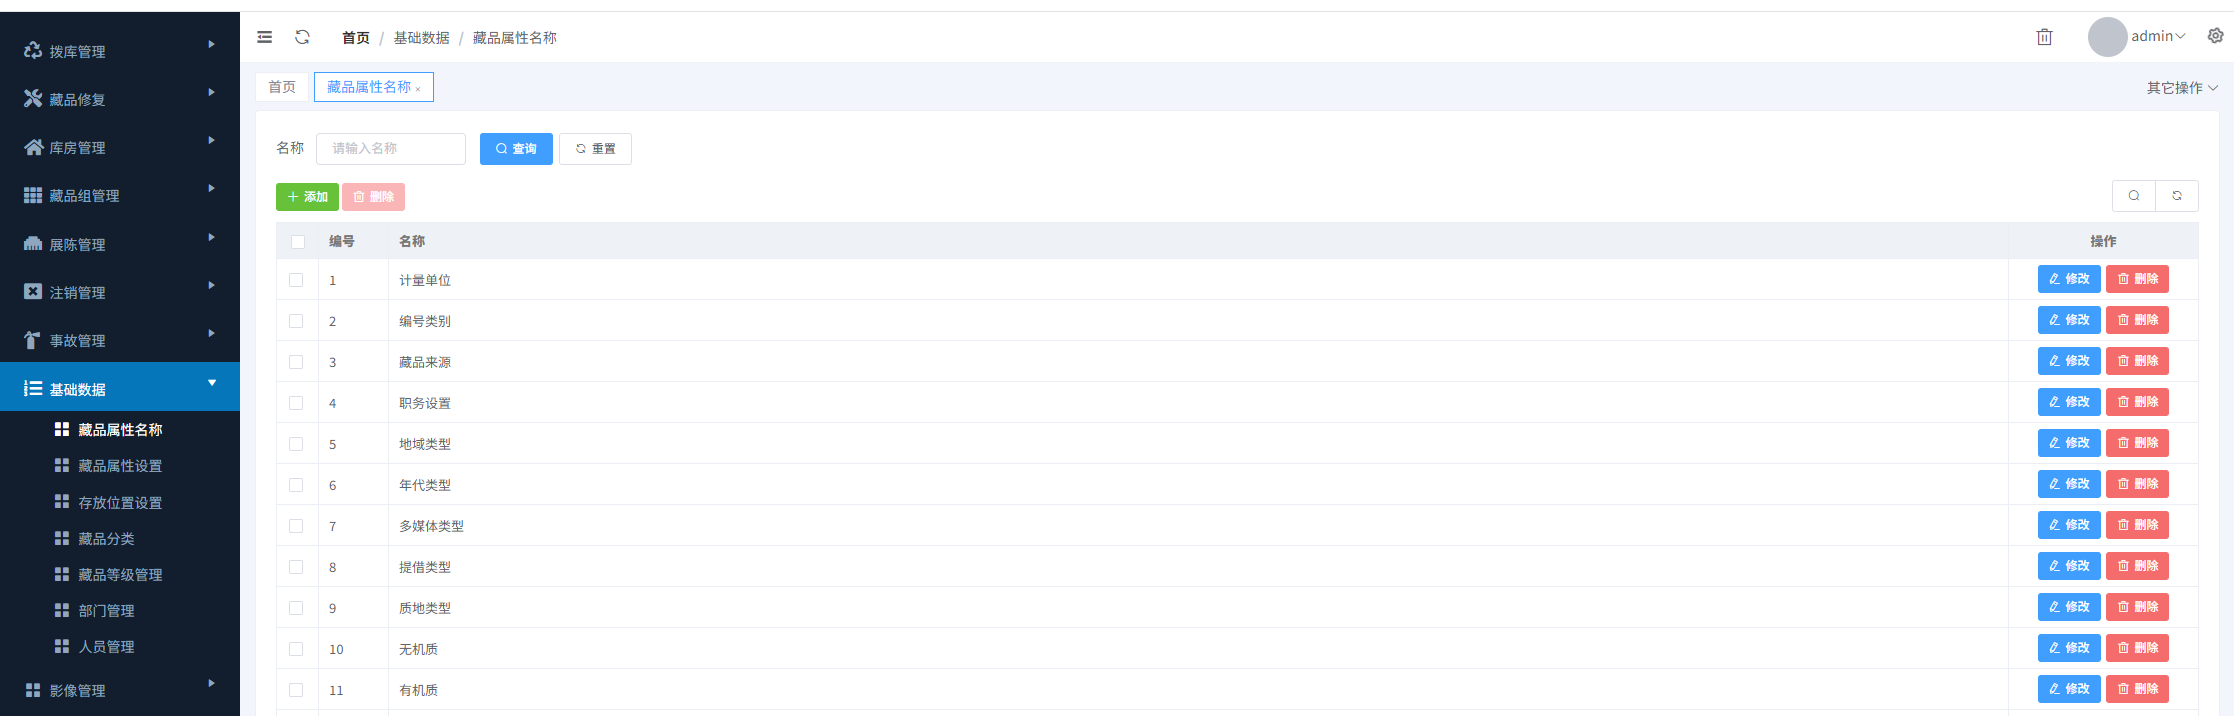 拨库管理
藏品修复
库房管理
藏品组管理
展陈管理
注销管理
事故管理
基础数据
藏品属性名称
藏品属性设置
存放位置设置
藏品分类
藏品等级管理
部门管理
人员管理
影像管理
首页 / 基础数据 / 藏品属性名称
admin
首页 藏品属性名称 ×
其它操作
名称 请输入名称 查询 重置
添加 删除
编号 名称 操作
1 计量单位 修改 删除
2 编号类别 修改 删除
3 藏品来源 修改 删除
4 职务设置 修改 删除
5 地域类型 修改 删除
6 年代类型 修改 删除
7 多媒体类型 修改 删除
8 提借类型 修改 删除
9 质地类型 修改 删除
10 无机质 修改 删除
11 有机质 修改 删除